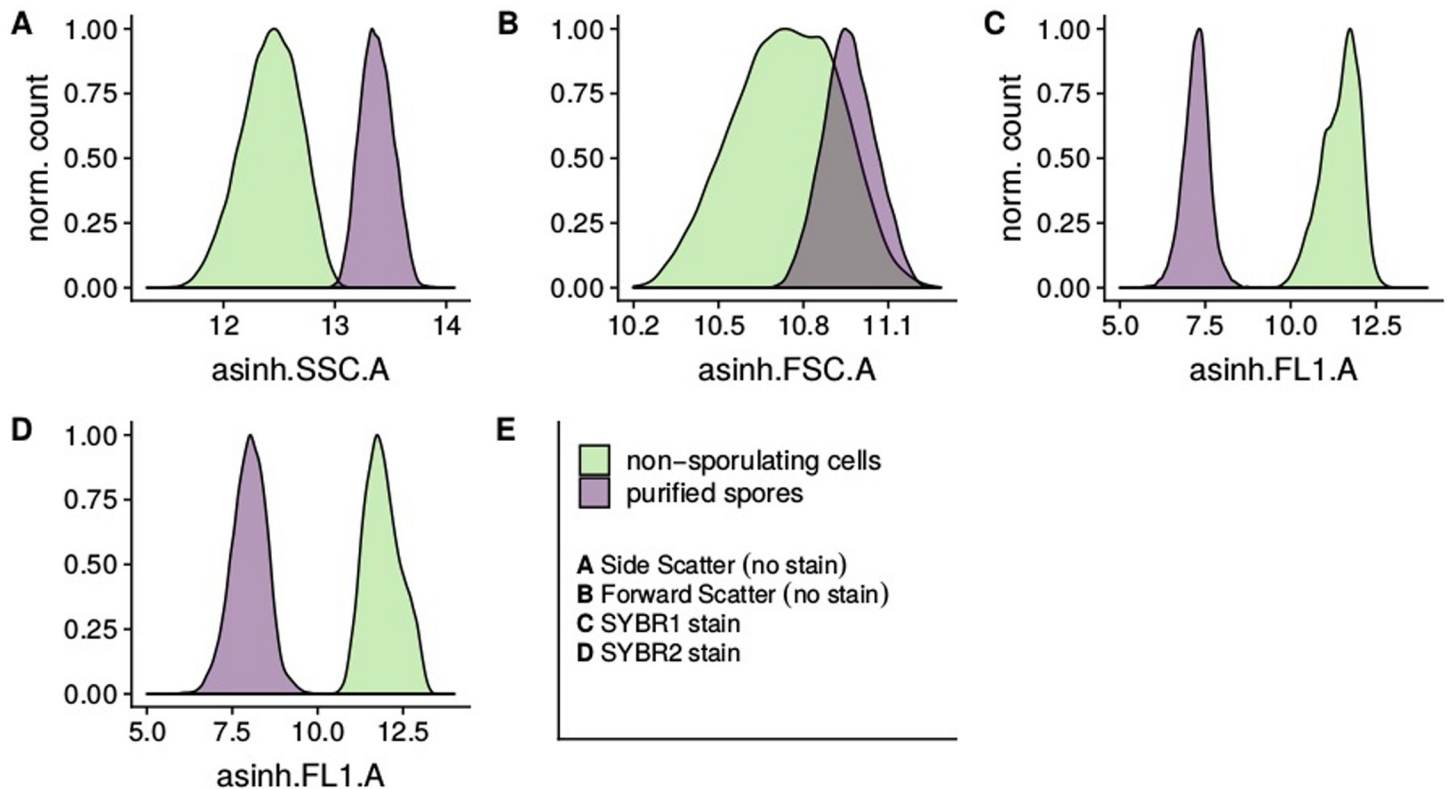 A
norm. count
1.00
0.75
0.50
0.25
0.00
12 13 14
asinh.SSC.A
B
1.00
0.75
0.50
0.25
0.00
10.2 10.5 10.8 11.1
asinh.FSC.A
C
norm. count
1.00
0.75
0.50
0.25
0.00
5.0 7.5 10.0 12.5
asinh.FL1.A
D
1.00
0.75
0.50
0.25
0.00
5.0 7.5 10.0 12.5
asinh.FL1.A
E
non−sporulating cells
purified spores
A Side Scatter (no stain)
B Forward Scatter (no stain)
C SYBR1 stain
D SYBR2 stain